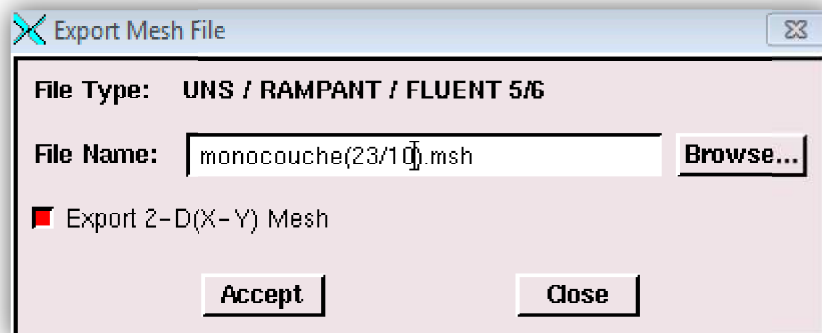 Export Mesh File
File Type: UNS / RAMPANT / FLUENT 5/6
File Name: monocouche(23/10).msh Browse...
Export 2-D(X-Y) Mesh
Accept Close